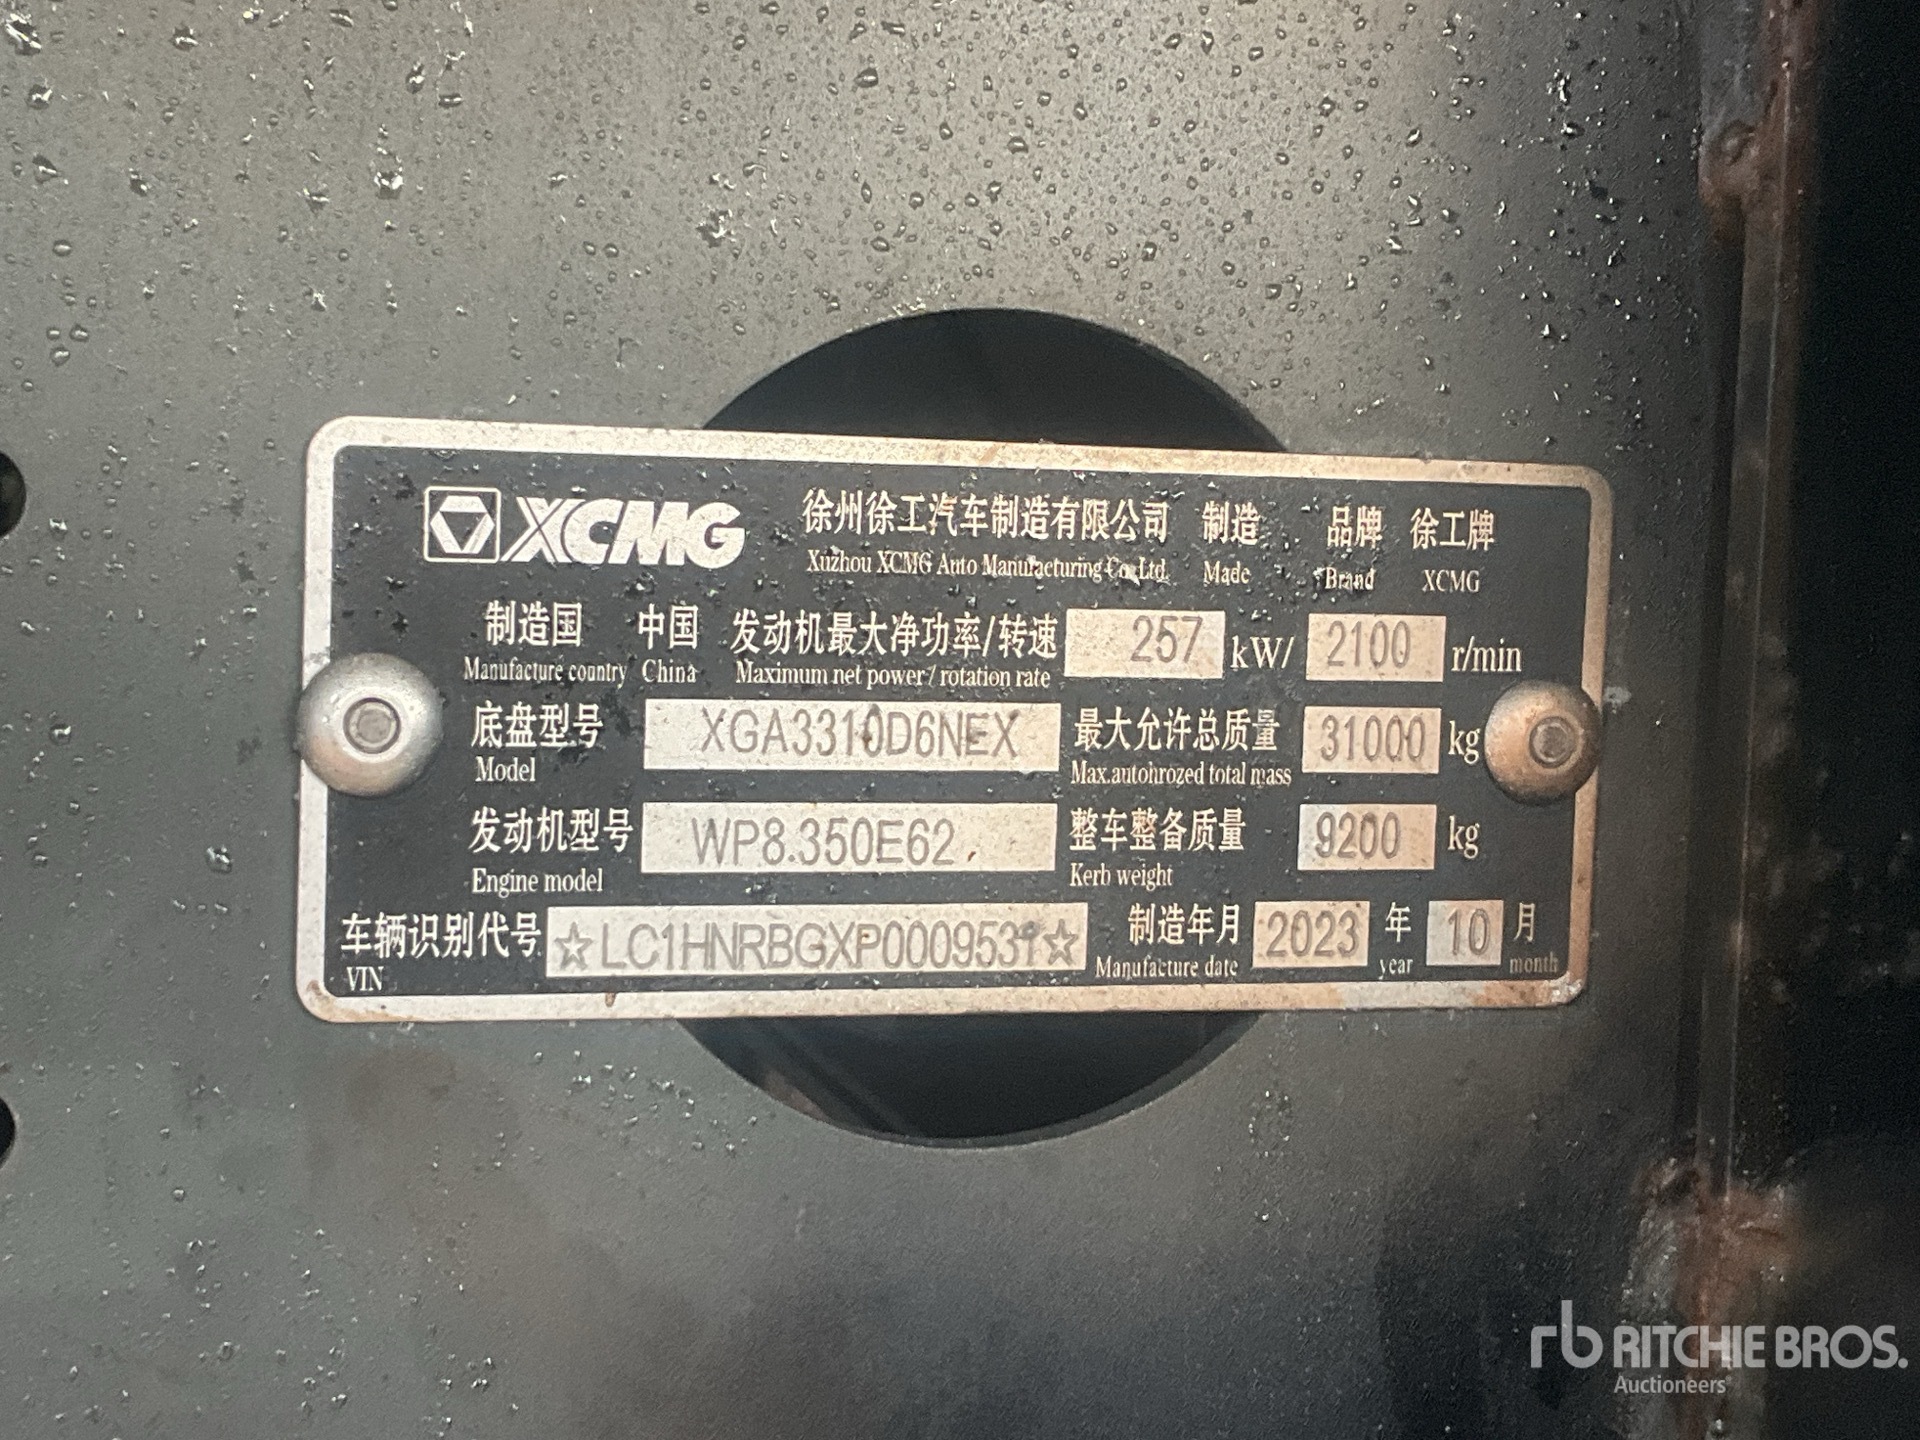 XCMG 徐州徐工汽车制造有限公司 制造 品牌 徐工牌
Xuzhou XCMG Auto Manufacturing Co., Ltd. Made Brand XCMG
制造国 中国 发动机最大净功率/转速 257 kW/ 2100 r/min
Manufacture country China Maximum net power/rotation rate
底盘型号 XGA3310D6NEX 最大允许总质量 31000 kg
Model Max.autohrozed total mass
发动机型号 WP8.350E62 整车整备质量 9200 kg
Engine model Kerb weight
车辆识别代号 ☆LC1HNRBGXP0009531☆ 制造年月 2023 年 10 月
VIN Manufacture date year month
rb RITCHIE BROS.
Auctioneers